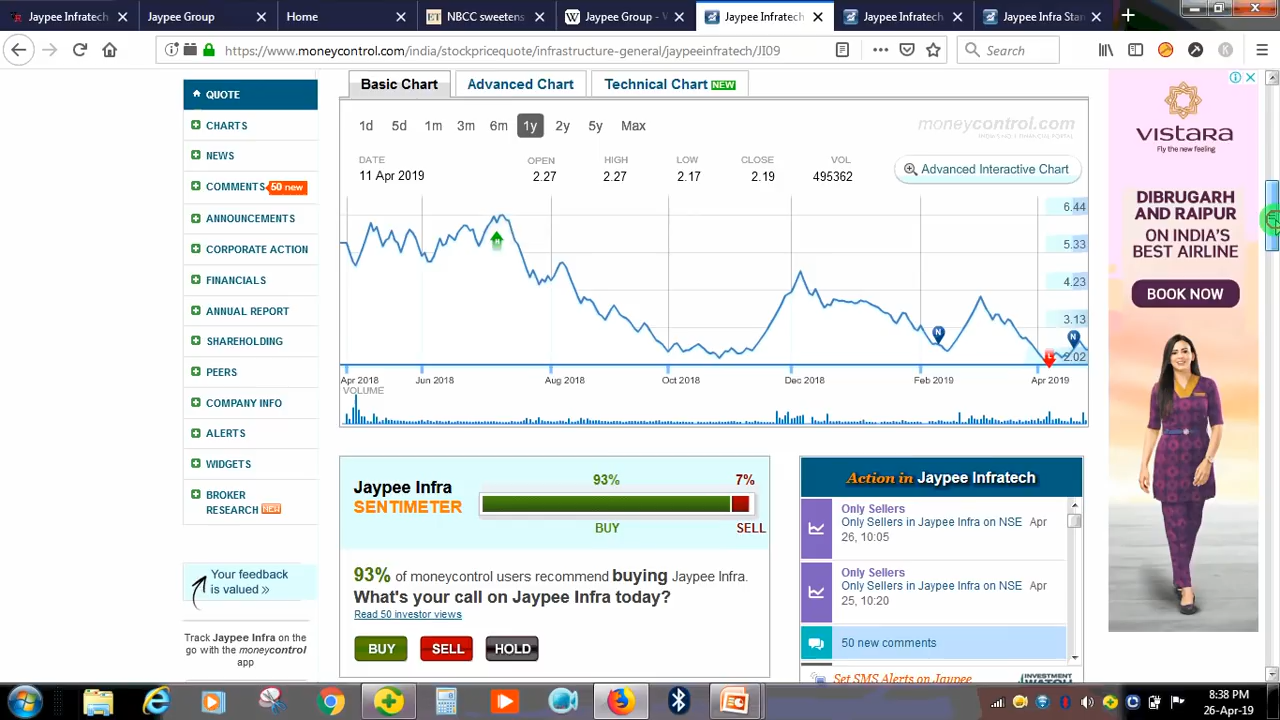 Jaypee Infratech
Jaypee Group
Home
ET NBCC sweetens
W Jaypee Group -
Jaypee Infratech
Jaypee Infratech
Jaypee Infra Stan
https://www.moneycontrol.com/india/stockpricequote/infrastructure-general/jaypeeinfratech/JI09
Search
QUOTE
CHARTS
NEWS
COMMENTS 50 new
ANNOUNCEMENTS
CORPORATE ACTION
FINANCIALS
ANNUAL REPORT
SHAREHOLDING
PEERS
COMPANY INFO
ALERTS
WIDGETS
BROKER
RESEARCH NEW
Your feedback
is valued »
Track Jaypee Infra on the
go with the moneycontrol
app
Basic Chart
Advanced Chart
Technical Chart NEW
1d 5d 1m 3m 6m 1y 2y 5y Max
moneycontrol.com
DATE OPEN HIGH LOW CLOSE VOL
11 Apr 2019 2.27 2.27 2.17 2.19 495362
Advanced Interactive Chart
6.44
5.33
4.23
3.13
2.02
H
N
L
N
Apr 2018 Jun 2018 Aug 2018 Oct 2018 Dec 2018 Feb 2019 Apr 2019
VOLUME
Jaypee Infra
SENTIMETER
93% 7%
BUY SELL
93% of moneycontrol users recommend buying Jaypee Infra.
What's your call on Jaypee Infra today?
Read 50 investor views
BUY SELL HOLD
Action in Jaypee Infratech
Only Sellers
Only Sellers in Jaypee Infra on NSE Apr
26, 10:05
Only Sellers
Only Sellers in Jaypee Infra on NSE Apr
25, 10:20
50 new comments
Set SMS Alerts on Jaypee
INVESTMENT
VISTARA
Fly the new feeling
DIBRUGARH
AND RAIPUR
ON INDIA'S
BEST AIRLINE
BOOK NOW
8:38 PM
26-Apr-19